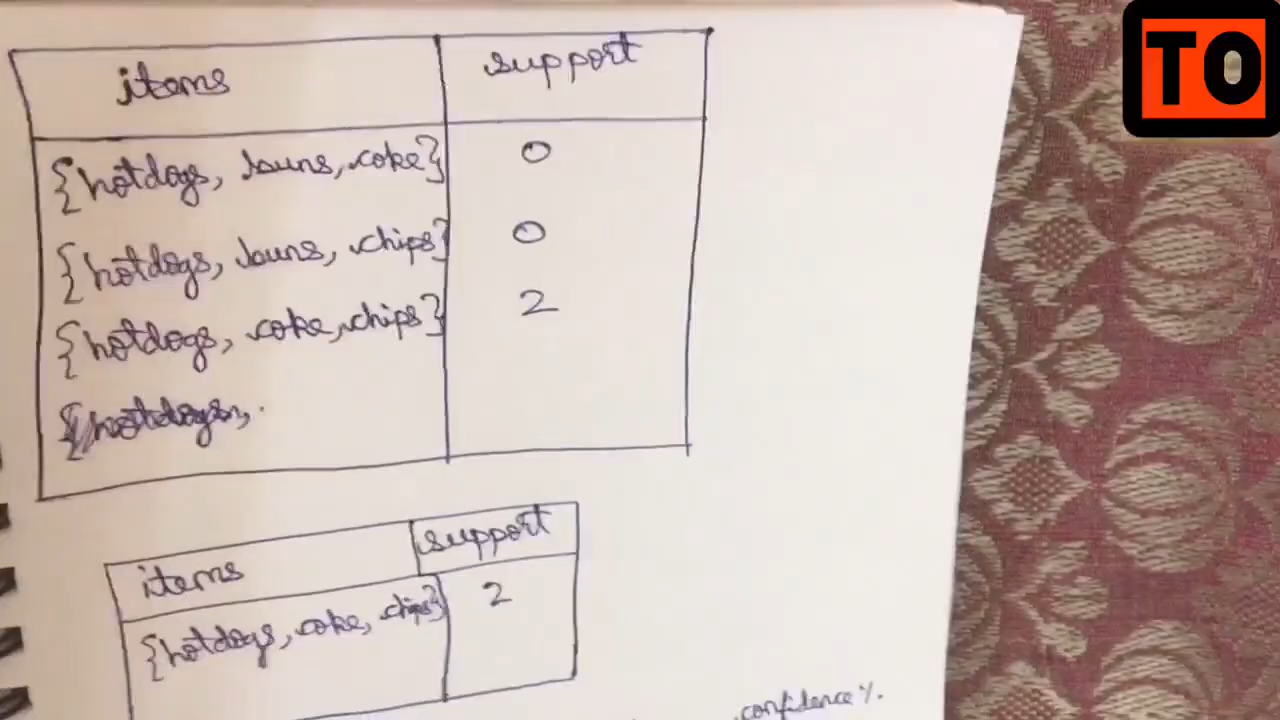 TO
items support
{hotdogs, buns, coke} 0
{hotdogs, buns, chips} 0
{hotdogs, coke, chips} 2
{hotdogs,
items support
{hotdogs, coke, chips} 2
confidence %.